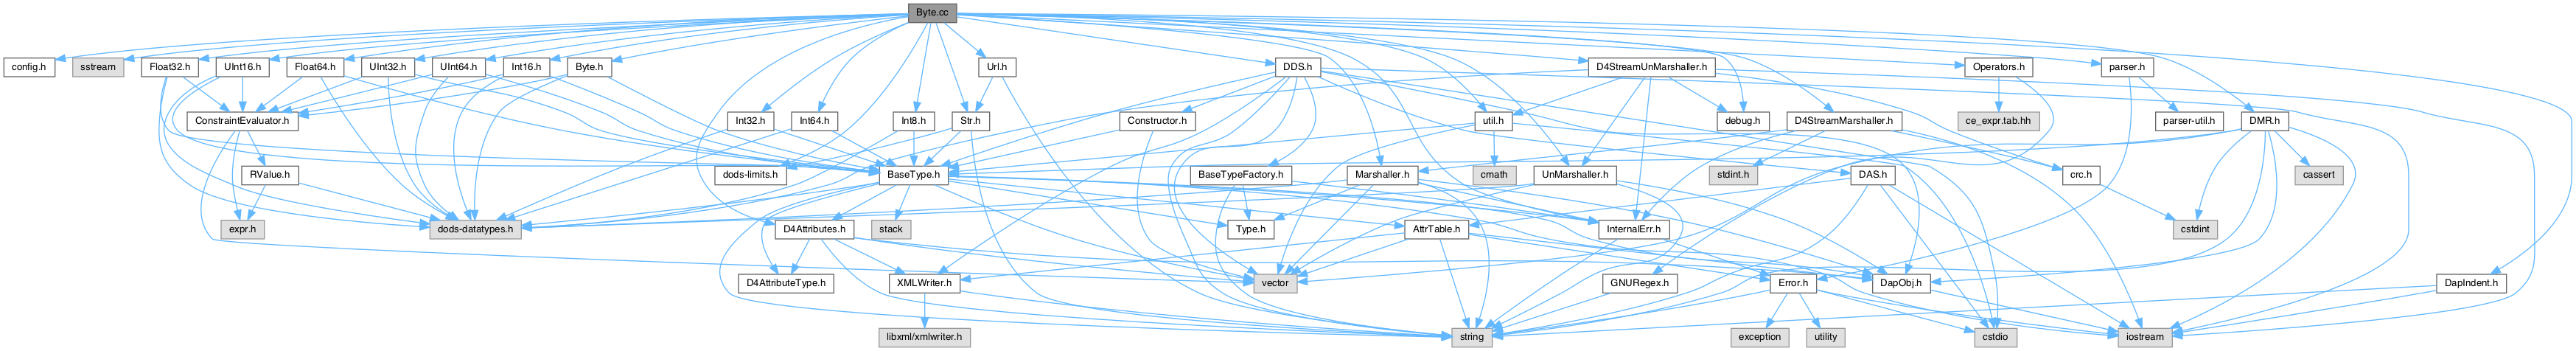 Byte.cc
config.h
sstream
Float32.h
UInt16.h
Float64.h
UInt32.h
UInt64.h
Int16.h
Byte.h
Url.h
DDS.h
D4StreamUnMarshaller.h
Operators.h
parser.h
ConstraintEvaluator.h
Int32.h
Int64.h
Int8.h
Str.h
Constructor.h
util.h
debug.h
D4StreamMarshaller.h
ce_expr.tab.hh
parser-util.h
DMR.h
RValue.h
dods-limits.h
BaseType.h
BaseTypeFactory.h
Marshaller.h
cmath
UnMarshaller.h
stdint.h
DAS.h
crc.h
cassert
expr.h
dods-datatypes.h
D4Attributes.h
stack
Type.h
AttrTable.h
InternalErr.h
cstdint
D4AttributeType.h
XMLWriter.h
vector
GNURegex.h
Error.h
DapObj.h
DapIndent.h
libxml/xmlwriter.h
string
exception
utility
cstdio
iostream